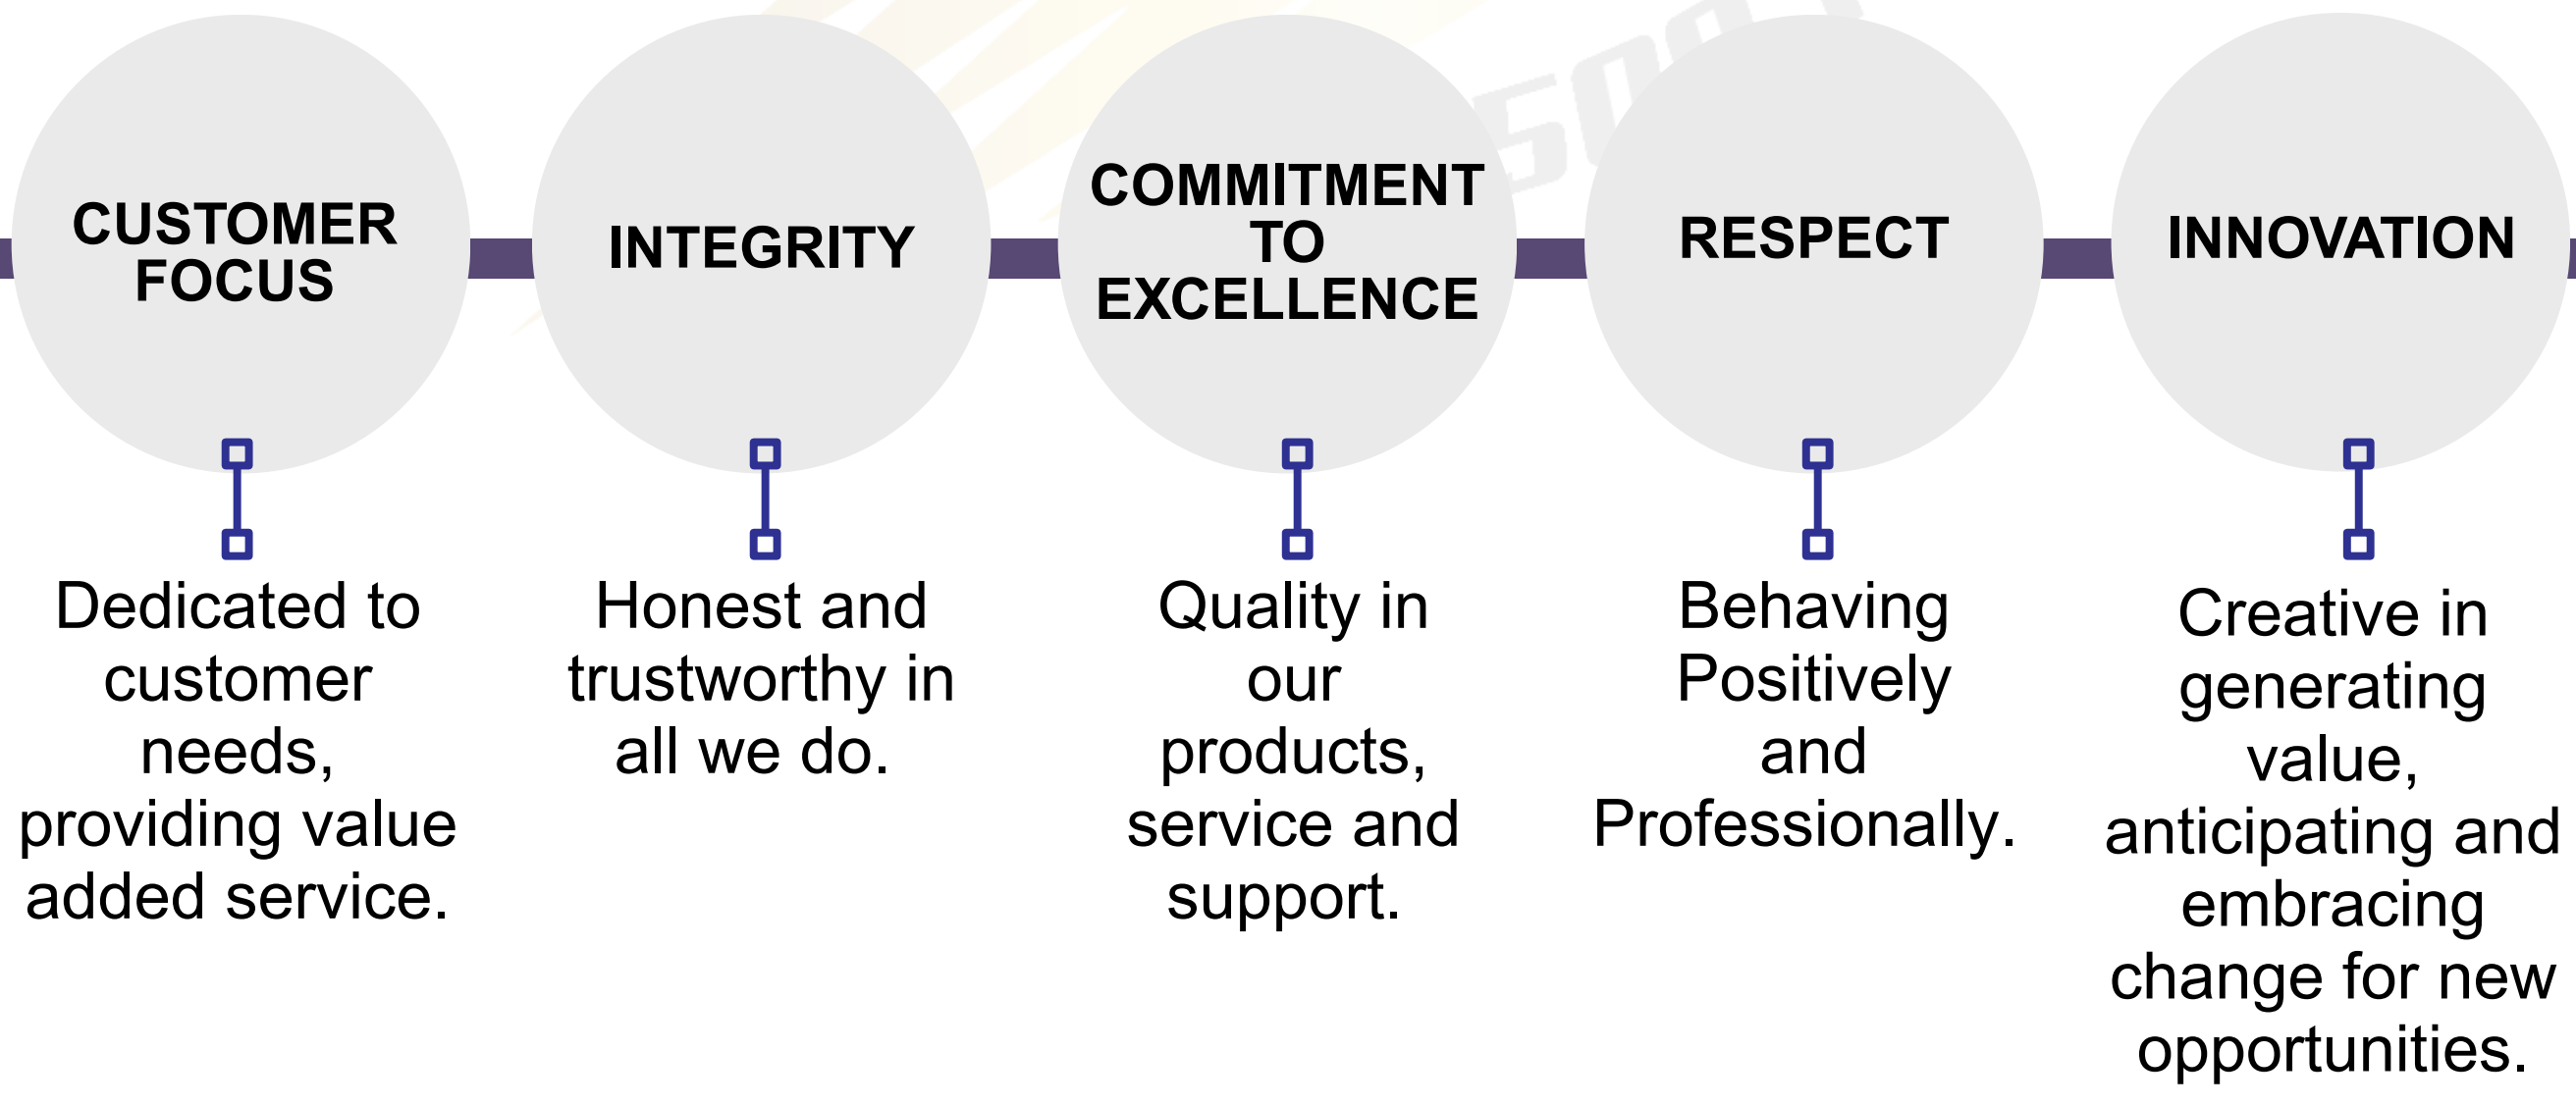 CUSTOMER
FOCUS
Dedicated to
customer
needs,
providing value
added service.
INTEGRITY
Honest and
trustworthy in
all we do.
COMMITMENT
TO
EXCELLENCE
Quality in
our
products,
service and
support.
RESPECT
Behaving
Positively
and
Professionally.
INNOVATION
Creative in
generating
value,
anticipating and
embracing
change for new
opportunities.